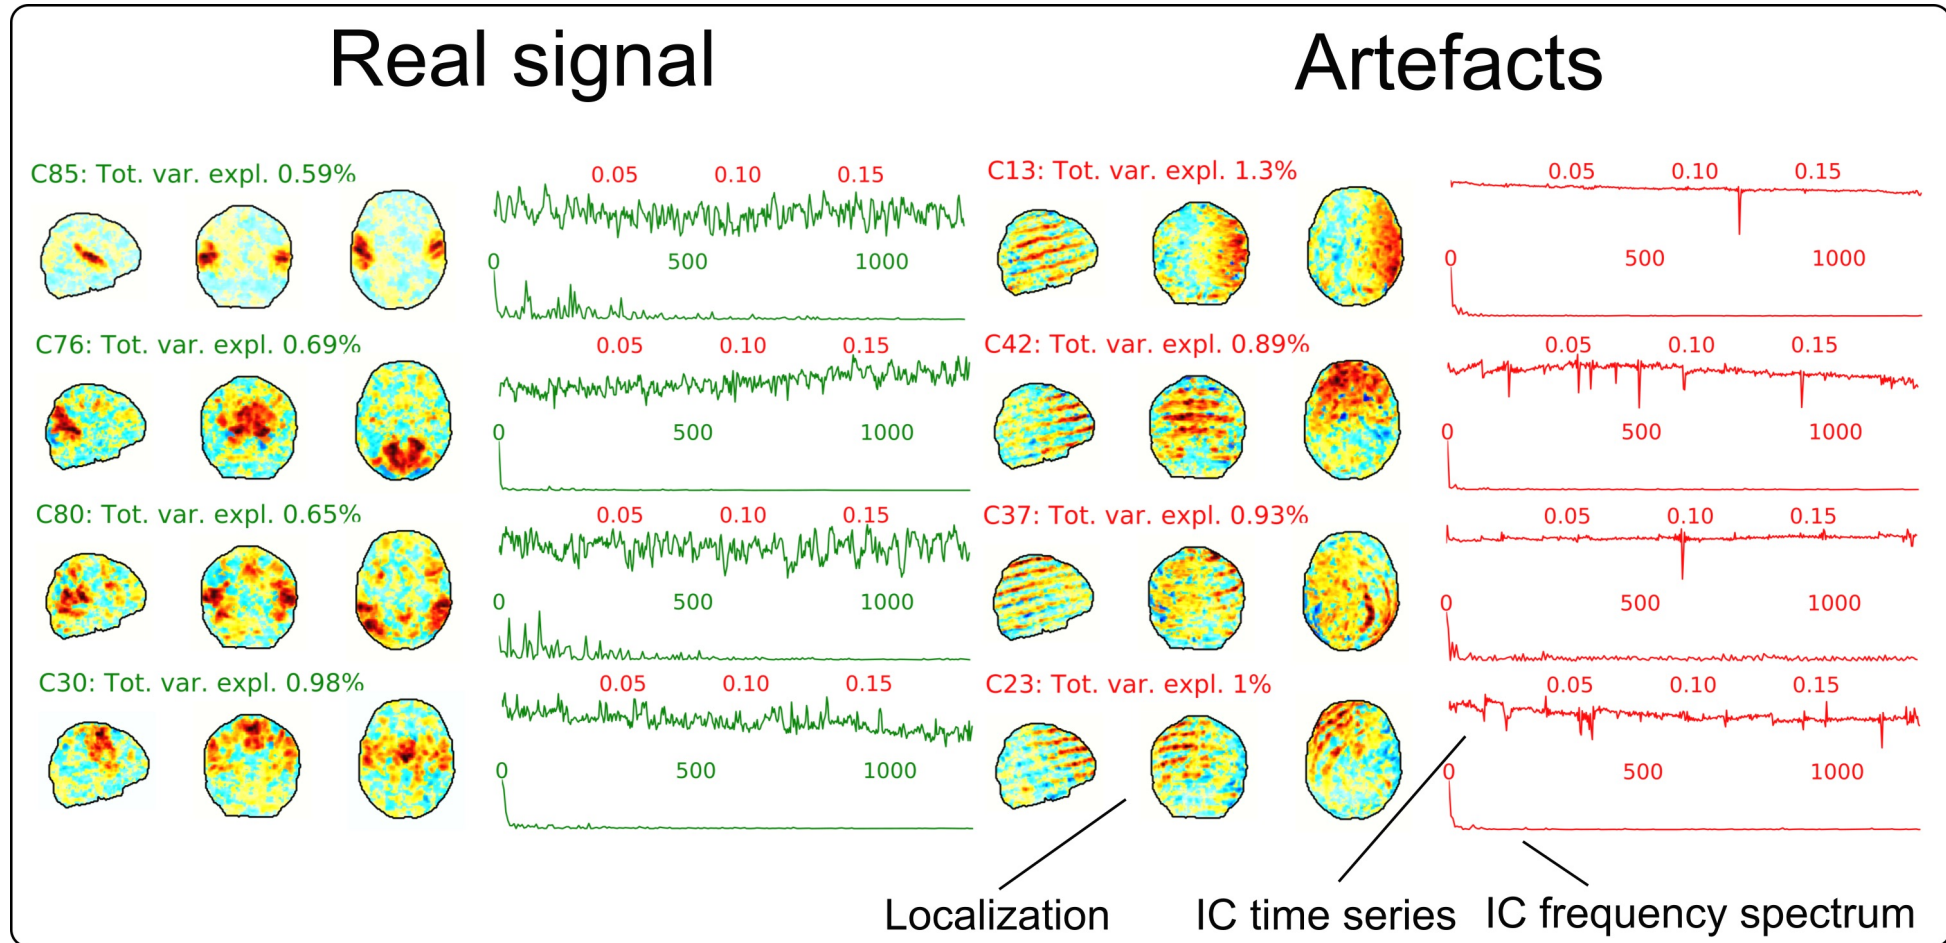 Real signal
Artefacts
C85: Tot. var. expl. 0.59%
0.05 0.10 0.15
0 500 1000
C13: Tot. var. expl. 1.3%
0.05 0.10 0.15
0 500 1000
C76: Tot. var. expl. 0.69%
0.05 0.10 0.15
0 500 1000
C42: Tot. var. expl. 0.89%
0.05 0.10 0.15
0 500 1000
C80: Tot. var. expl. 0.65%
0.05 0.10 0.15
0 500 1000
C37: Tot. var. expl. 0.93%
0.05 0.10 0.15
0 500 1000
C30: Tot. var. expl. 0.98%
0.05 0.10 0.15
0 500 1000
C23: Tot. var. expl. 1%
0.05 0.10 0.15
0 500 1000
Localization
IC time series
IC frequency spectrum